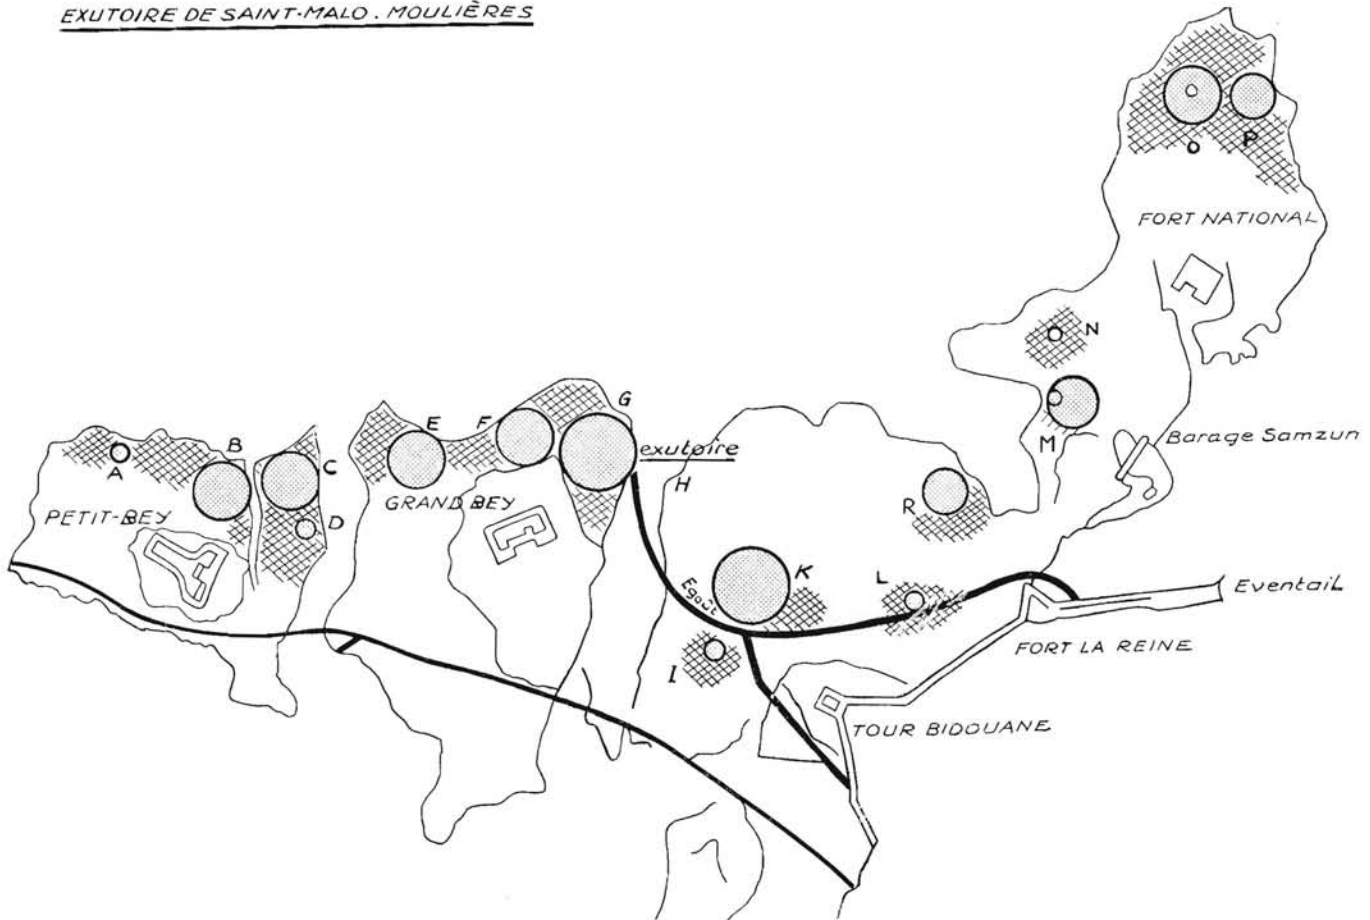 EXUTOIRE DE SAINT-MALO. MOULIÈRES
O
P
FORT NATIONAL
N
M
Barage Samzun
G
E
F
B
C
A
exutoire
H
R
D
PETIT-BEY
GRAND BEY
K
L
Egoût
Eventail
I
FORT LA REINE
TOUR BIDOUANE